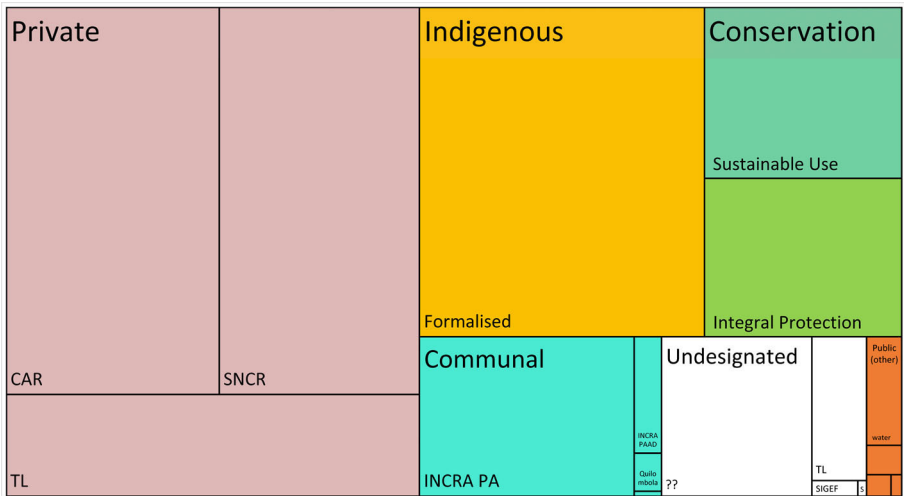 Private
CAR
SNCR
TL
Indigenous
Formalised
Conservation
Sustainable Use
Integral Protection
Communal
INCRA PA
INCRA
PAAD
Quilo
mbola
Undesignated
??
TL
SIGEF
S
Public
(other)
water